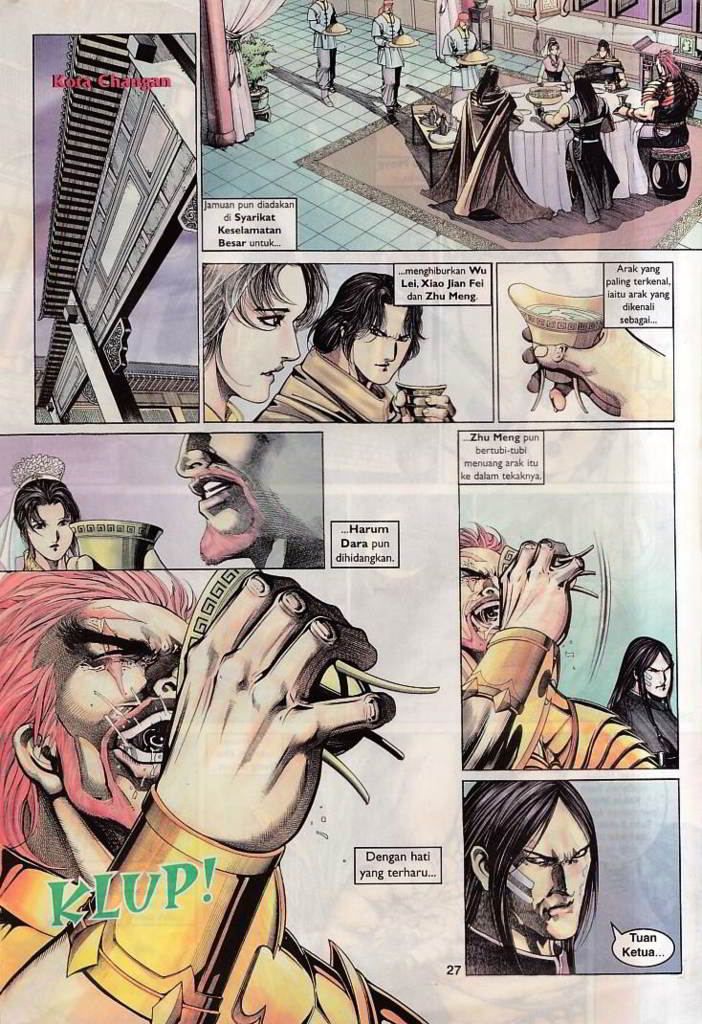 Kota Changan
Jamuan pun diadakan
di Syarikat
Keselamatan
Besar untuk...
...menghiburkan Wu
Lei, Xiao Jian Fei
dan Zhu Meng.
Arak yang
paling terkenal,
iaitu arak yang
dikenali
sebagai...
...Harum
Dara pun
dihidangkan.
...Zhu Meng pun
bertubi-tubi
menuang arak itu
ke dalam tekaknya.
KLUP!
Dengan hati
yang terharu...
Tuan
Ketua...
27